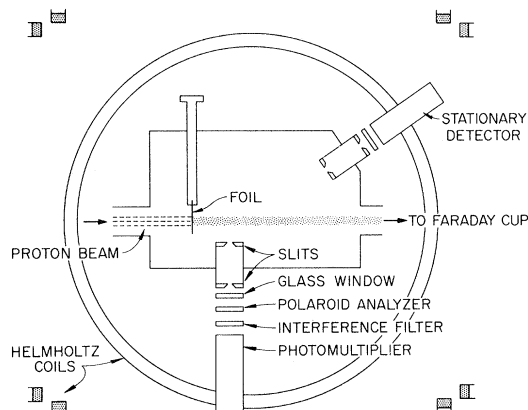 STATIONARY
DETECTOR
FOIL
TO FARADAY CUP
PROTON BEAM
SLITS
GLASS WINDOW
POLAROID ANALYZER
INTERFERENCE FILTER
PHOTOMULTIPLIER
HELMHOLTZ
COILS